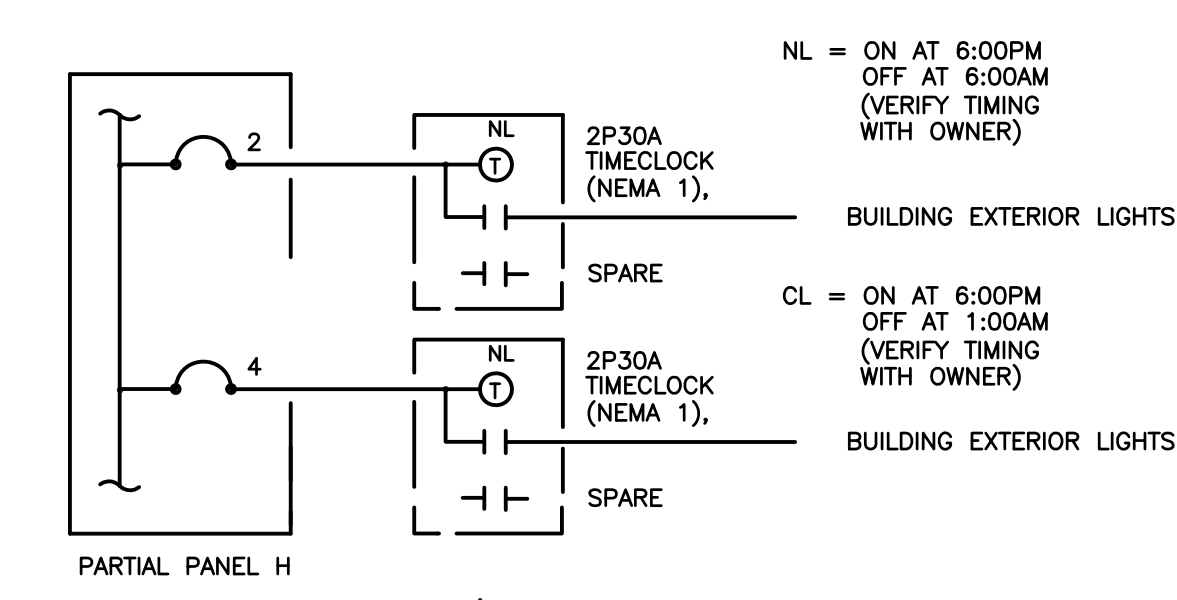 NL = ON AT 6:00PM
OFF AT 6:00AM
(VERIFY TIMING
WITH OWNER)
2
NL
T
2P30A
TIMECLOCK
(NEMA 1),
BUILDING EXTERIOR LIGHTS
SPARE
CL = ON AT 6:00PM
OFF AT 1:00AM
(VERIFY TIMING
WITH OWNER)
4
NL
T
2P30A
TIMECLOCK
(NEMA 1),
BUILDING EXTERIOR LIGHTS
SPARE
PARTIAL PANEL H